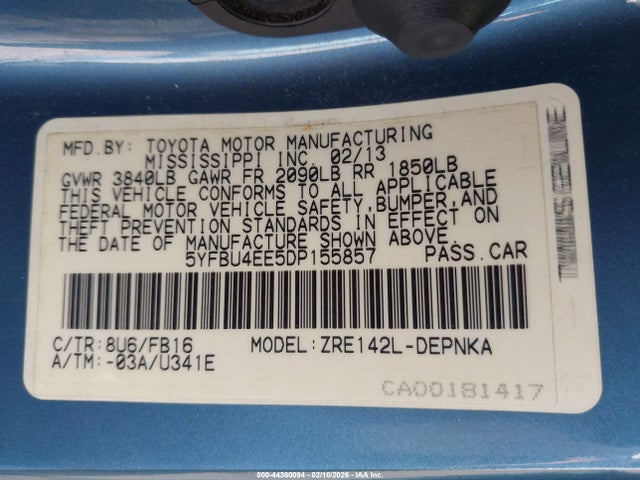 MFD.BY: TOYOTA MOTOR MANUFACTURING
MISSISSIPPI INC. 02/13
GVWR 3840LB GAWR FR 2090LB RR 1850LB
THIS VEHICLE CONFORMS TO ALL APPLICABLE
FEDERAL MOTOR VEHICLE SAFETY,BUMPER,AND
THEFT PREVENTION STANDARDS IN EFFECT ON
THE DATE OF MANUFACTURE SHOWN ABOVE.
5YFBU4EE5DP155857 PASS.CAR
C/TR:8U6/FB16 MODEL:ZRE142L-DEPNKA
A/TM:-03A/U341E
CA00181417
000-44360094 - 02/10/2026 - IAA Inc.